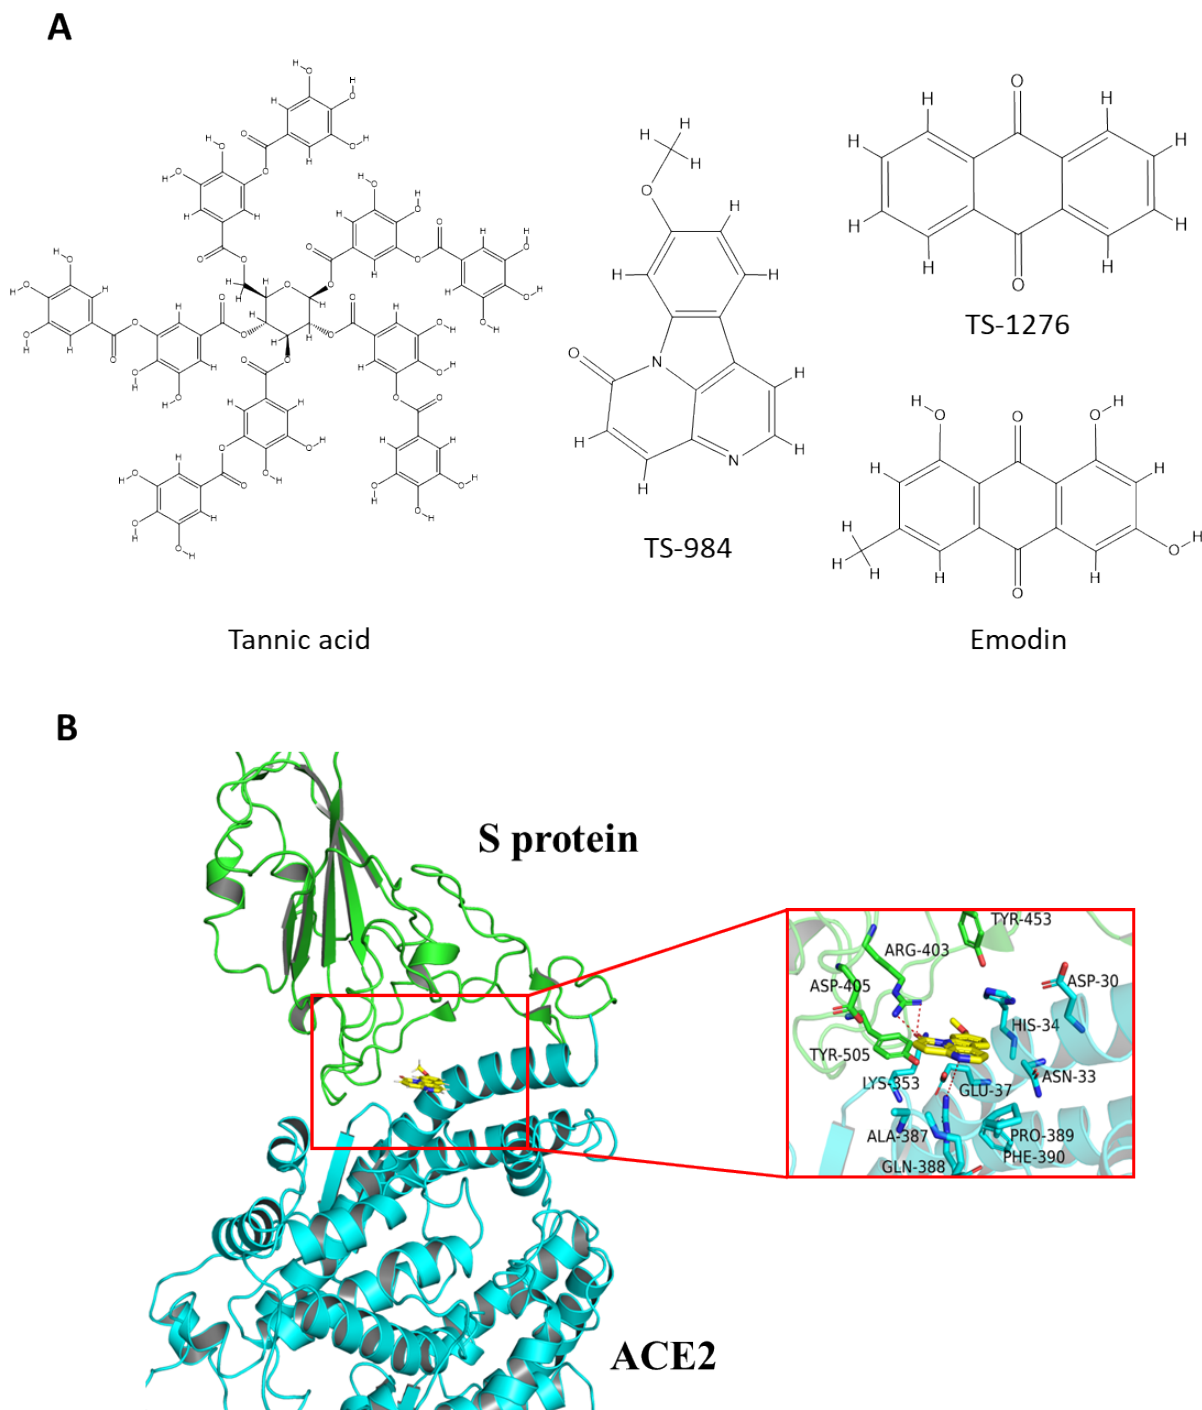 A
TS-1276
TS-984
Tannic acid
Emodin
B
S protein
TYR-453
ARG-403
ASP-405
ASP-30
HIS-34
TYR-505
LYS-353
GLU-37
ASN-33
ALA-387
PRO-389
GLN-388
PHE-390
ACE2